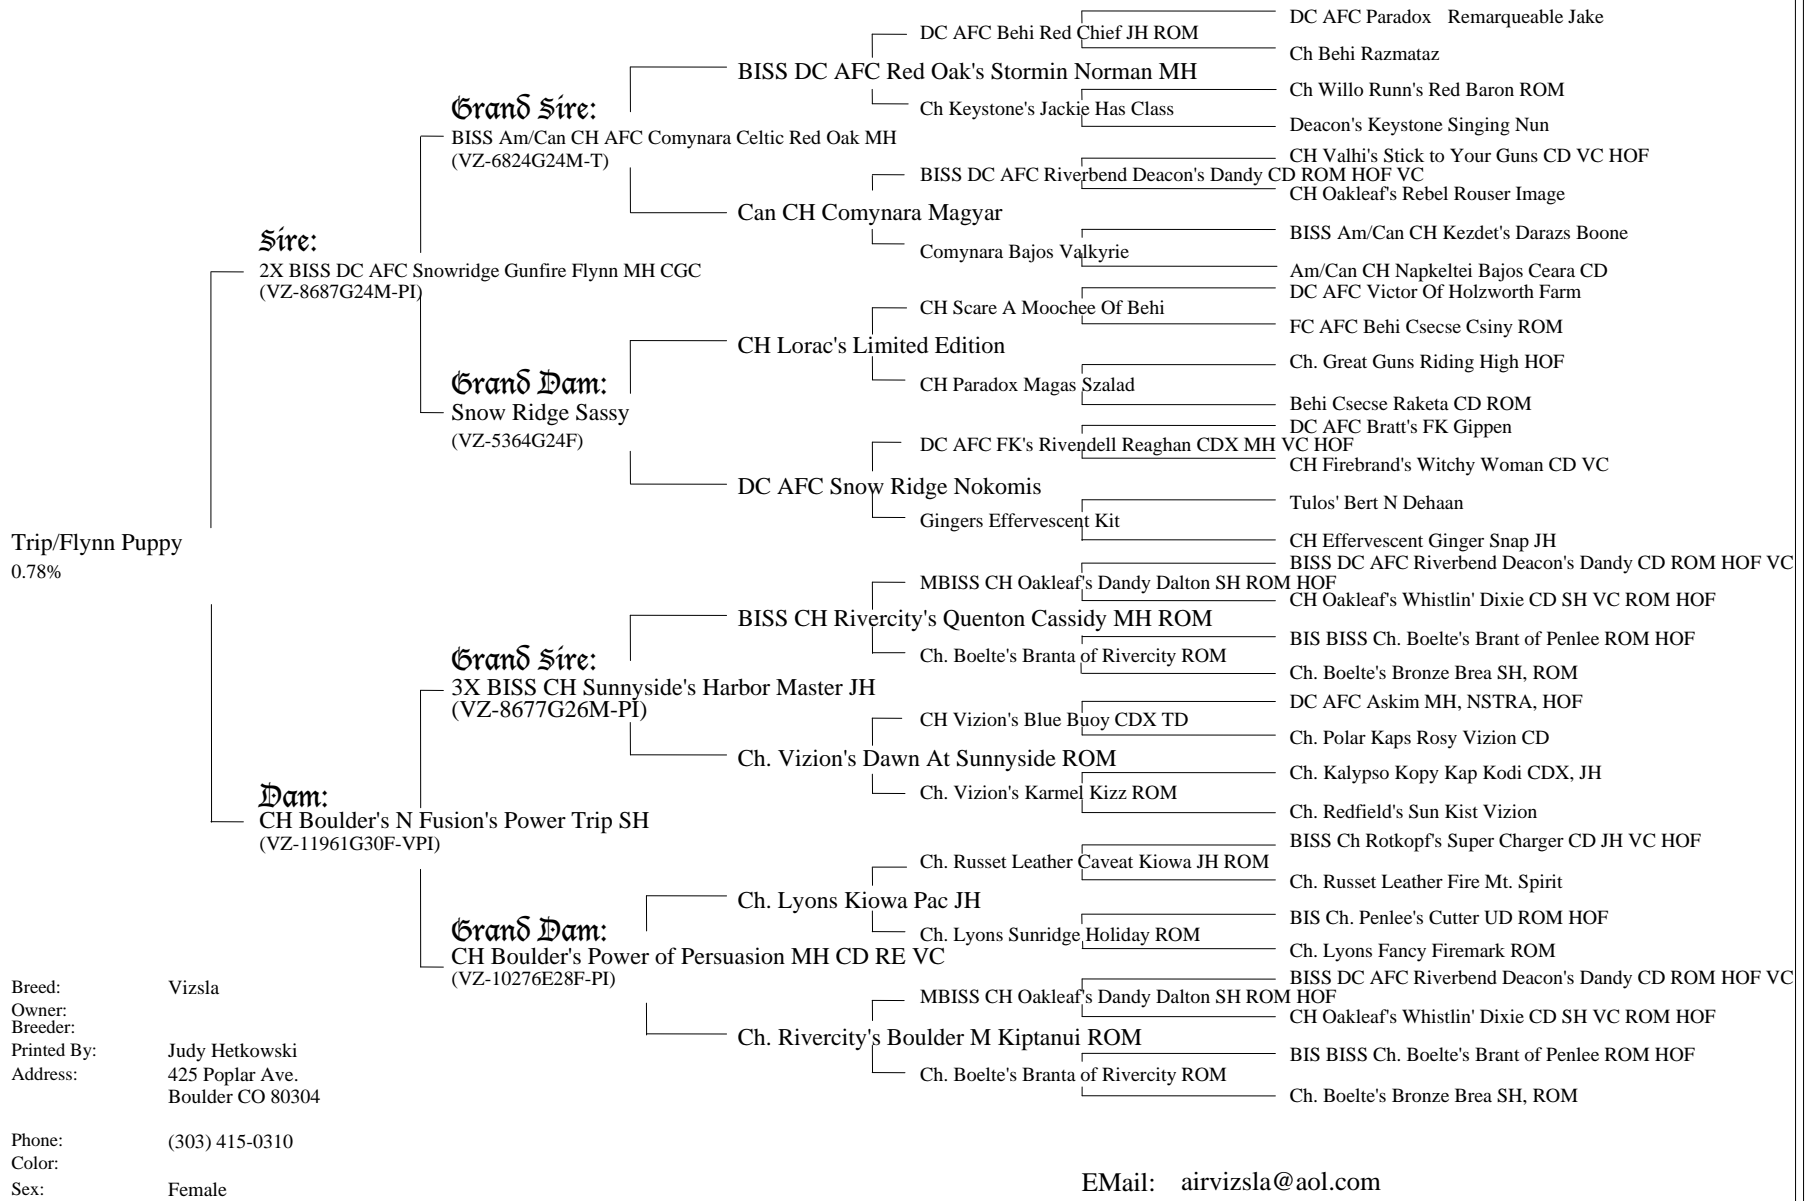 Trip/Flynn Puppy
0.78%
Sire:
2X BISS DC AFC Snowridge Gunfire Flynn MH CGC
(VZ-8687G24M-PI)
Dam:
CH Boulder's N Fusion's Power Trip SH
(VZ-11961G30F-VPI)
Grand Sire:
BISS Am/Can CH AFC Comynara Celtic Red Oak MH
(VZ-6824G24M-T)
Grand Dam:
Snow Ridge Sassy
(VZ-5364G24F)
Grand Sire:
3X BISS CH Sunnyside's Harbor Master JH
(VZ-8677G26M-PI)
Grand Dam:
CH Boulder's Power of Persuasion MH CD RE VC
(VZ-10276E28F-PI)
BISS DC AFC Red Oak's Stormin Norman MH
Can CH Comynara Magyar
CH Lorac's Limited Edition
DC AFC Snow Ridge Nokomis
BISS CH Rivercity's Quenton Cassidy MH ROM
Ch. Vizion's Dawn At Sunnyside ROM
Ch. Lyons Kiowa Pac JH
Ch. Rivercity's Boulder M Kiptanui ROM
DC AFC Behi Red Chief JH ROM
Ch Keystone's Jackie Has Class
BISS DC AFC Riverbend Deacon's Dandy CD ROM HOF VC
Comynara Bajos Valkyrie
CH Scare A Moochee Of Behi
CH Paradox Magas Szalad
DC AFC FK's Rivendell Reaghan CDX MH VC HOF
Gingers Effervescent Kit
MBISS CH Oakleaf's Dandy Dalton SH ROM HOF
Ch. Boelte's Branta of Rivercity ROM
CH Vizion's Blue Buoy CDX TD
Ch. Vizion's Karmel Kizz ROM
Ch. Russet Leather Caveat Kiowa JH ROM
Ch. Lyons Sunridge Holiday ROM
MBISS CH Oakleaf's Dandy Dalton SH ROM HOF
Ch. Boelte's Branta of Rivercity ROM
DC AFC Paradox Remarqueable Jake
Ch Behi Razmataz
Ch Willo Runn's Red Baron ROM
Deacon's Keystone Singing Nun
CH Valhi's Stick to Your Guns CD VC HOF
CH Oakleaf's Rebel Rouser Image
BISS Am/Can CH Kezdet's Darazs Boone
Am/Can CH Napkeltei Bajos Ceara CD
DC AFC Victor Of Holzworth Farm
FC AFC Behi Csecse Csiny ROM
Ch. Great Guns Riding High HOF
Behi Csecse Raketa CD ROM
DC AFC Bratt's FK Gippen
CH Firebrand's Witchy Woman CD VC
Tulos' Bert N Dehaan
CH Effervescent Ginger Snap JH
BISS DC AFC Riverbend Deacon's Dandy CD ROM HOF VC
CH Oakleaf's Whistlin' Dixie CD SH VC ROM HOF
BIS BISS Ch. Boelte's Brant of Penlee ROM HOF
Ch. Boelte's Bronze Brea SH, ROM
DC AFC Askim MH, NSTRA, HOF
Ch. Polar Kaps Rosy Vizion CD
Ch. Kalypso Kopy Kap Kodi CDX, JH
Ch. Redfield's Sun Kist Vizion
BISS Ch Rotkopf's Super Charger CD JH VC HOF
Ch. Russet Leather Fire Mt. Spirit
BIS Ch. Penlee's Cutter UD ROM HOF
Ch. Lyons Fancy Firemark ROM
BISS DC AFC Riverbend Deacon's Dandy CD ROM HOF VC
CH Oakleaf's Whistlin' Dixie CD SH VC ROM HOF
BIS BISS Ch. Boelte's Brant of Penlee ROM HOF
Ch. Boelte's Bronze Brea SH, ROM
Breed: Vizsla
Owner:
Breeder:
Printed By: Judy Hetkowski
Address: 425 Poplar Ave.
Boulder CO 80304
Phone: (303) 415-0310
Color:
Sex: Female
EMail: airvizsla@aol.com